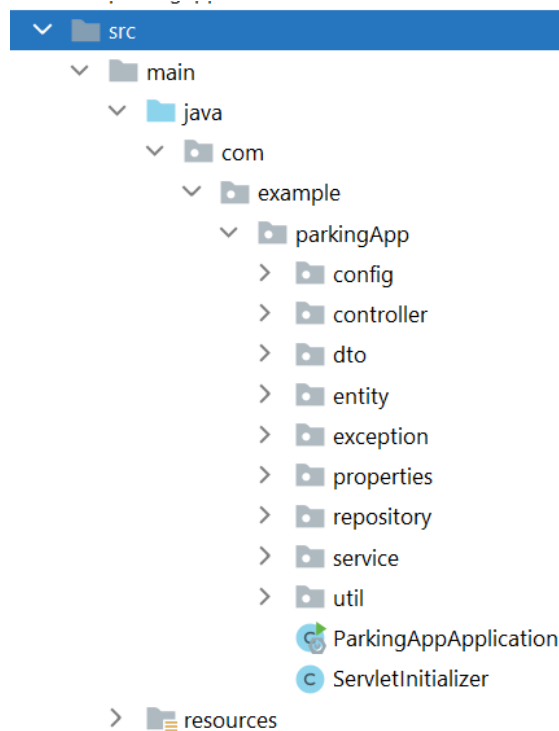 src
main
java
com
example
parkingApp
config
controller
dto
entity
exception
properties
repository
service
util
ParkingAppApplication
ServletInitializer
resources